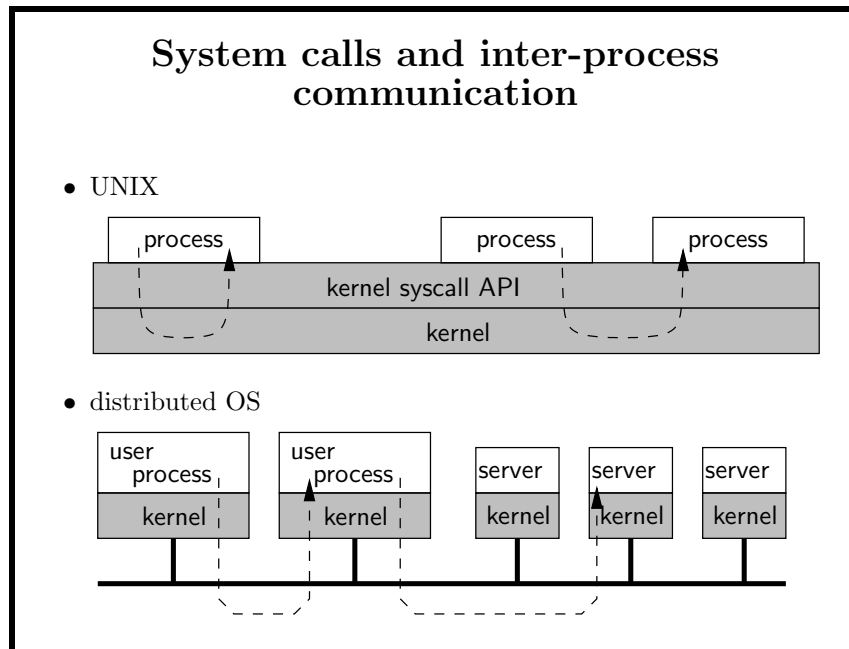 System calls and inter-process
communication
• UNIX
process process process
kernel syscall API
kernel
• distributed OS
user user
process process server server server
kernel kernel kernel kernel kernel